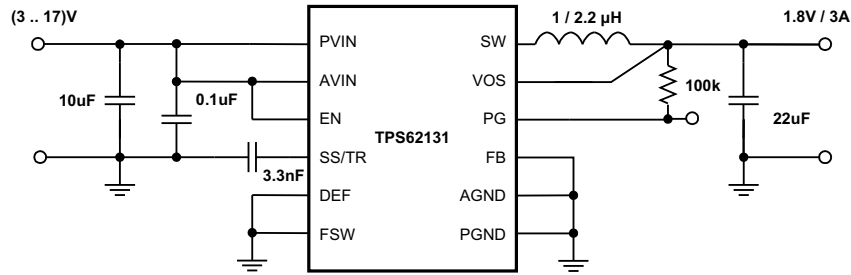 (3 .. 17)V
1 / 2.2 µH
1.8V / 3A
PVIN
SW
AVIN
VOS
10uF
0.1uF
100k
EN
PG
22uF
TPS62131
SS/TR
FB
3.3nF
DEF
AGND
FSW
PGND